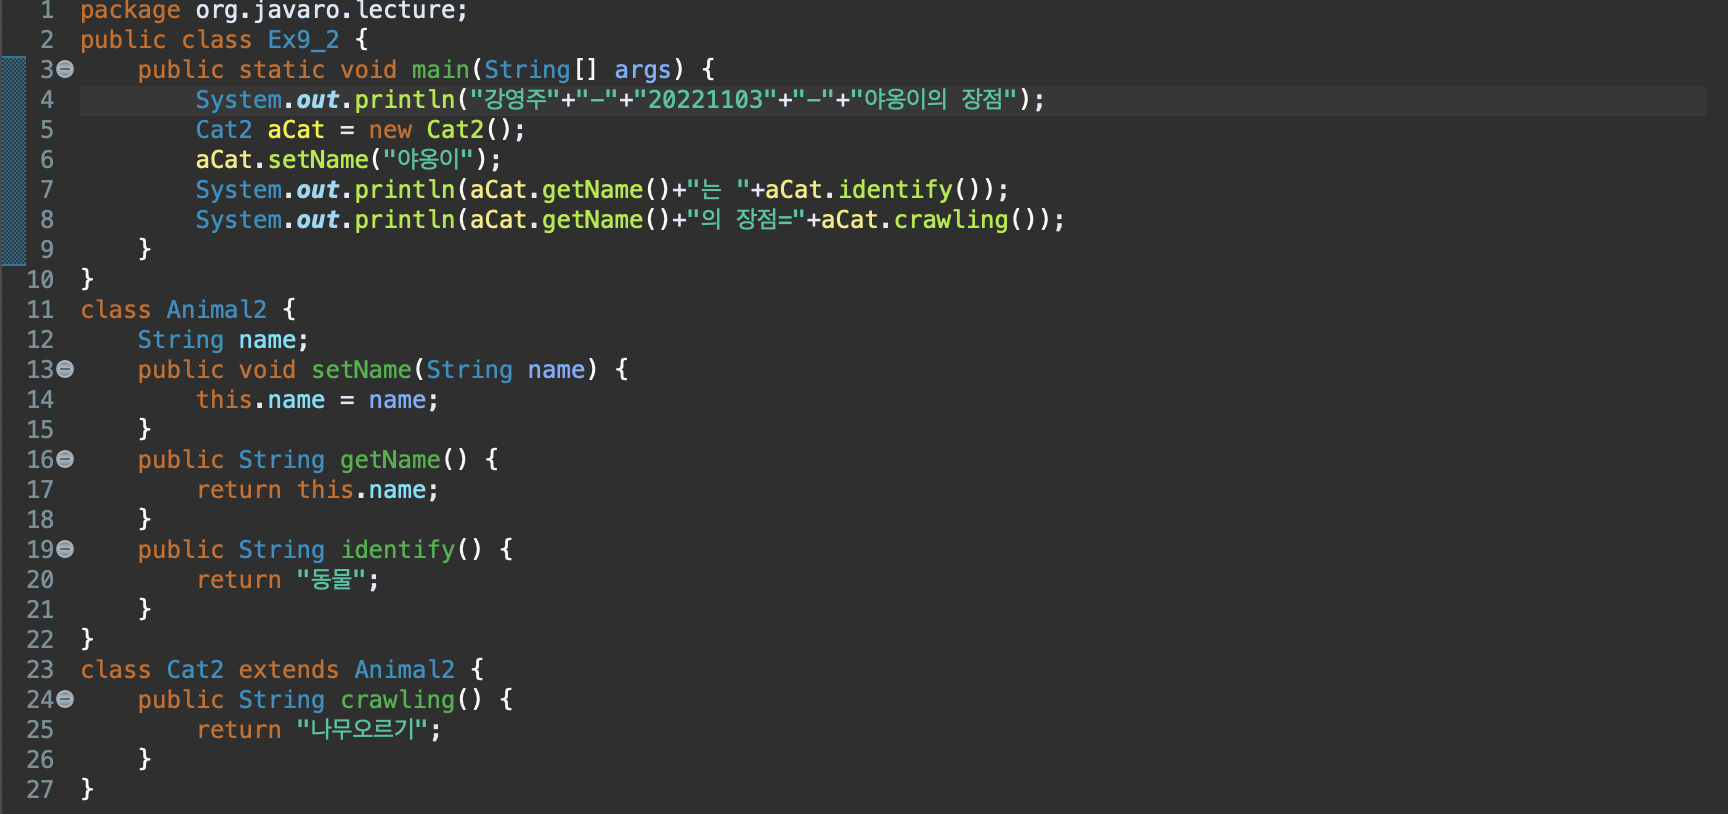 1 package org.javaro.lecture;
2 public class Ex9_2 {
3 public static void main(String[] args) {
4 System.out.println("강영주"+"-"+"20221103"+"-"+"야옹이의 장점");
5 Cat2 aCat = new Cat2();
6 aCat.setName("야옹이");
7 System.out.println(aCat.getName()+"는 "+aCat.identify());
8 System.out.println(aCat.getName()+"의 장점="+aCat.crawling());
9 }
10 }
11 class Animal2 {
12 String name;
13 public void setName(String name) {
14 this.name = name;
15 }
16 public String getName() {
17 return this.name;
18 }
19 public String identify() {
20 return "동물";
21 }
22 }
23 class Cat2 extends Animal2 {
24 public String crawling() {
25 return "나무오르기";
26 }
27 }